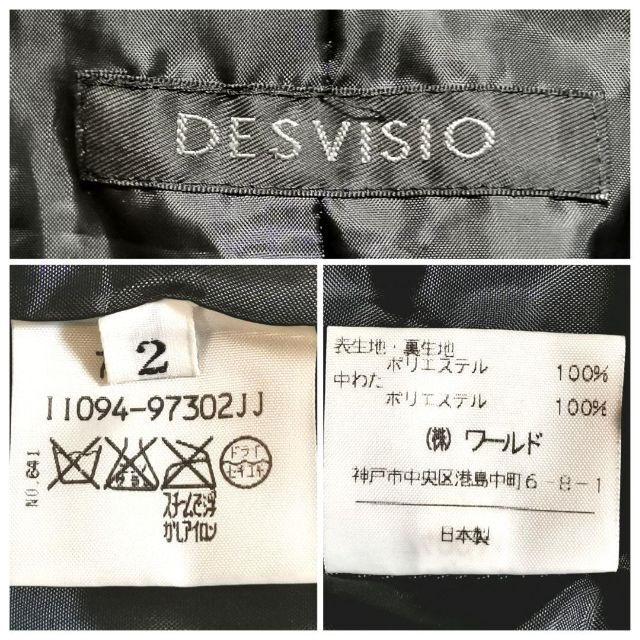 DESVISIO
2
11094-97302JJ
NO.641
ドライ
セキユキ
スチームで浮
かしアイロン
表生地・裏生地
ポリエステル 100%
中わた
ポリエステル 100%
(株) ワールド
神戸市中央区港島中町6-8-1
日本製